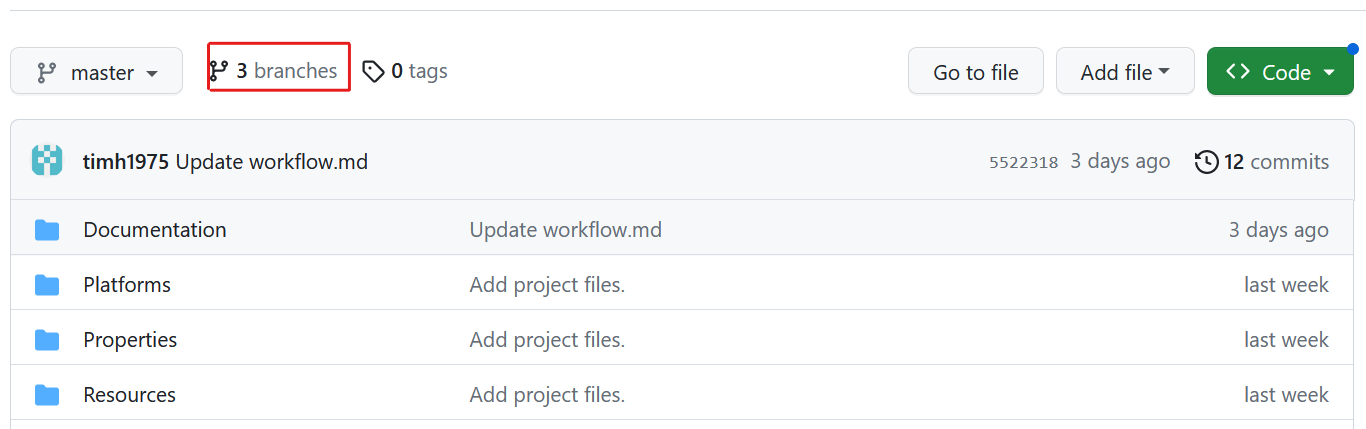 master 3 branches 0 tags Go to file Add file Code
timh1975 Update workflow.md 5522318 3 days ago 12 commits
Documentation Update workflow.md 3 days ago
Platforms Add project files. last week
Properties Add project files. last week
Resources Add project files. last week